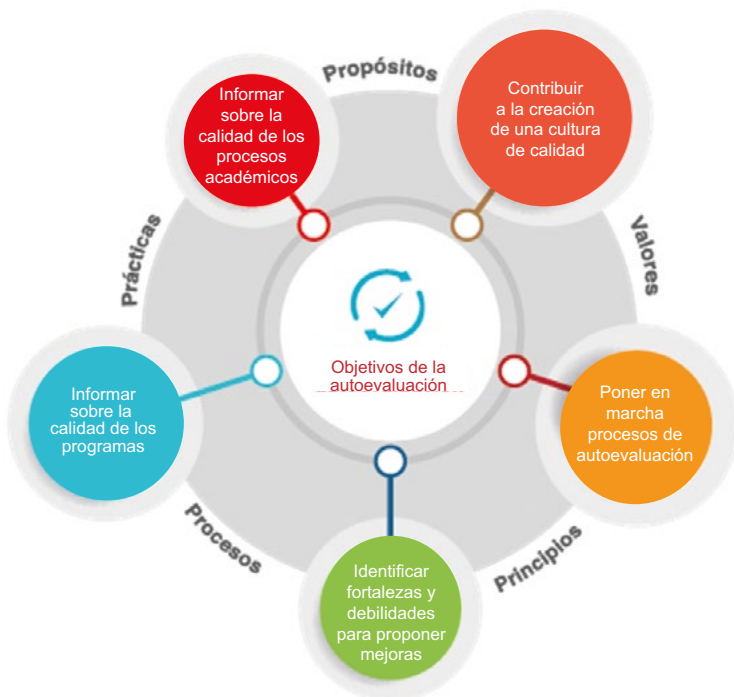 Propósitos
Contribuir
a la creación
de una cultura
de calidad
Valores
Poner en
marcha
procesos de
autoevaluación
Principios
Identificar
fortalezas y
debilidades
para proponer
mejoras
Procesos
Informar
sobre la
calidad de los
programas
Prácticas
Informar
sobre la
calidad de los
procesos
académicos
Objetivos de la
autoevaluación